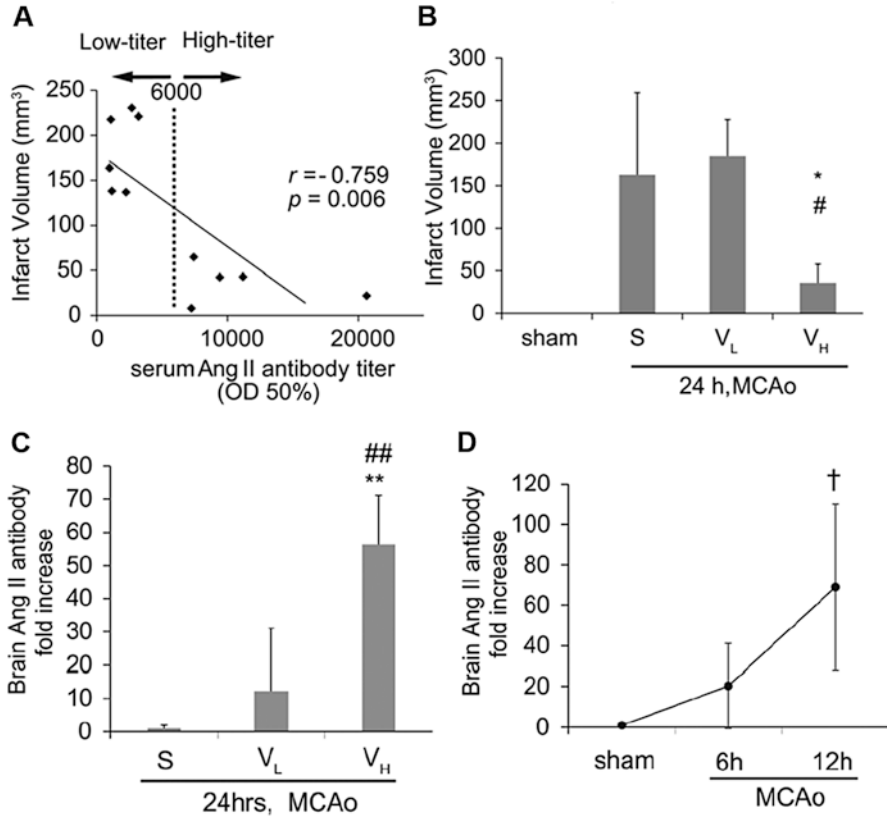 A
Low-titer High-titer
6000
250
200
150
100
50
0
Infarct Volume (mm³)
r = - 0.759
p = 0.006
0 10000 20000
serum Ang II antibody titer
(OD 50%)
B
300
250
200
150
100
50
0
Infarct Volume (mm³)
*
#
sham S V_L V_H
24 h, MCAo
C
80
70
60
50
40
30
20
10
0
Brain Ang II antibody
fold increase
##
**
S V_L V_H
24hrs, MCAo
D
120
100
80
60
40
20
0
Brain Ang II antibody
fold increase
†
sham 6h 12h
MCAo